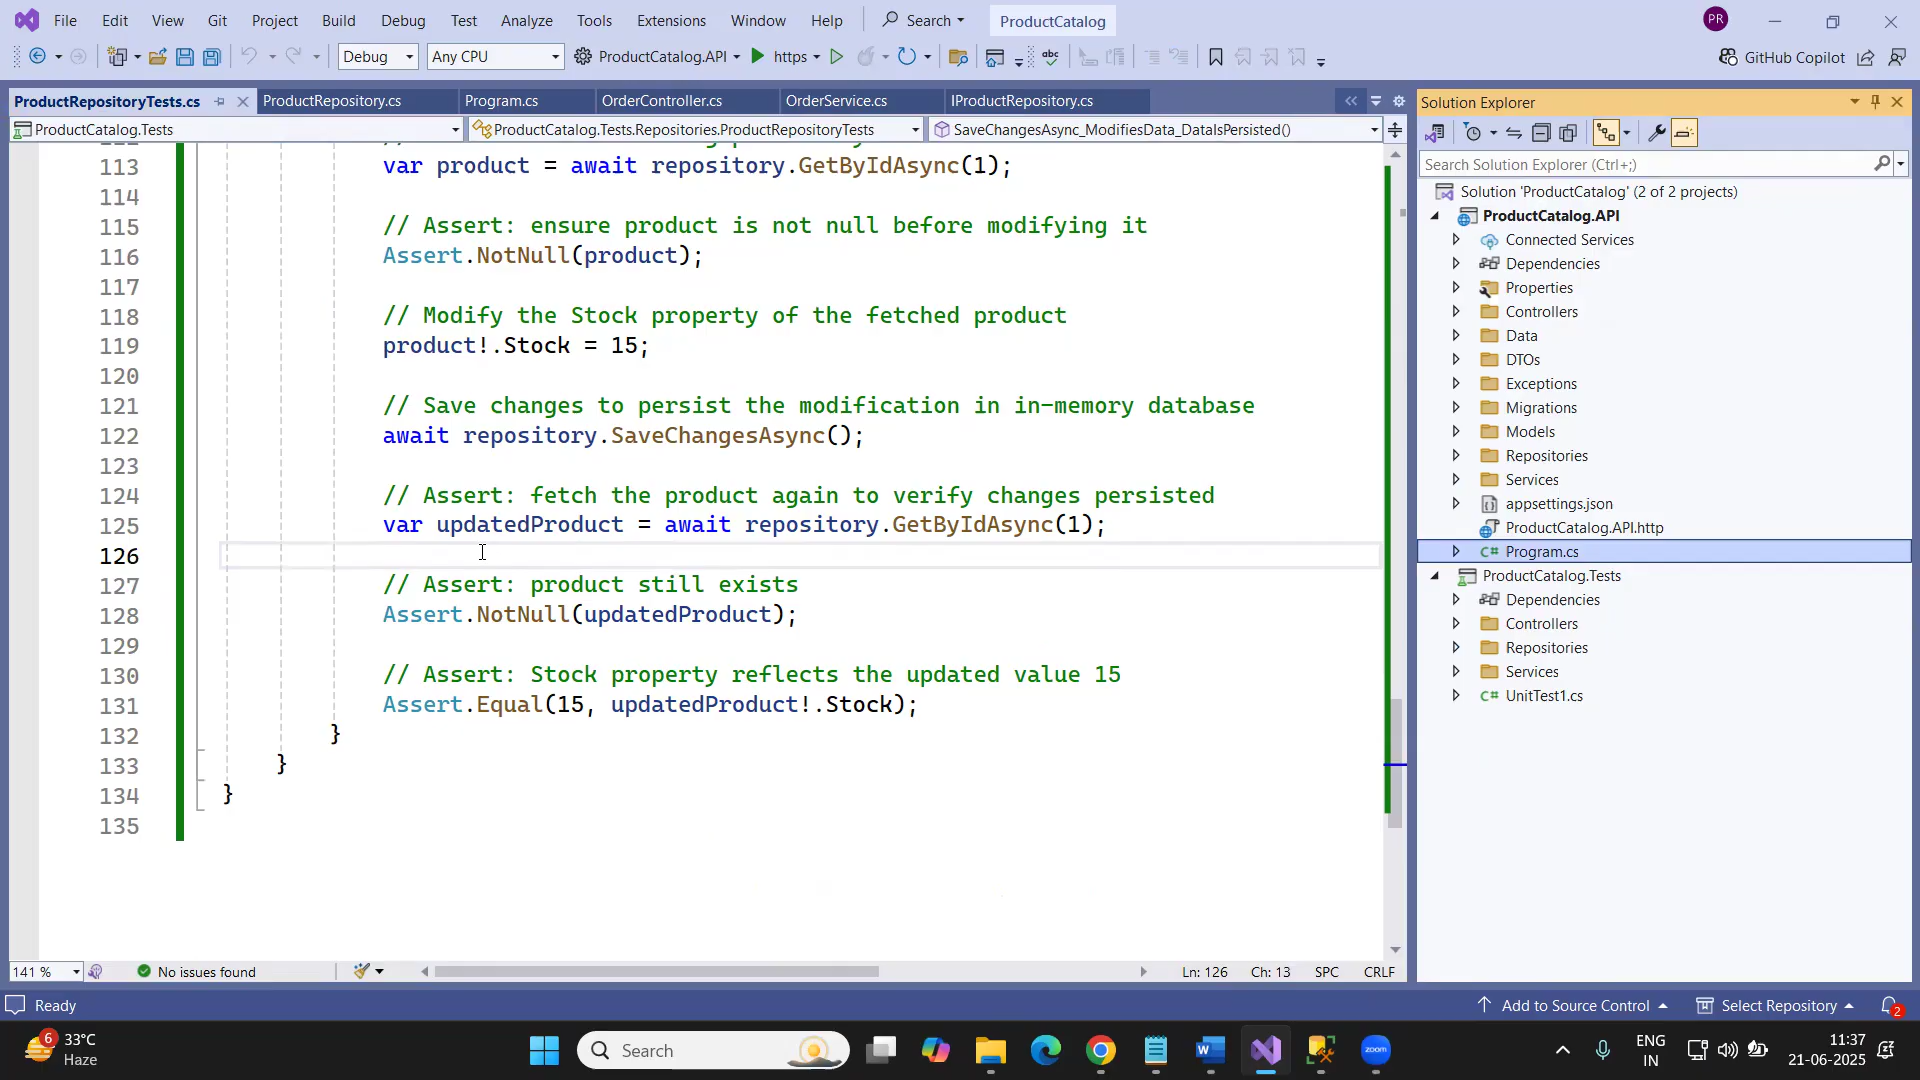 File Edit View Git Project Build Debug Test Analyze Tools Extensions Window Help Search ProductCatalog PR
Debug Any CPU ProductCatalog.API https GitHub Copilot
ProductRepositoryTests.cs ProductRepository.cs Program.cs OrderController.cs OrderService.cs IProductRepository.cs
ProductCatalog.Tests ProductCatalog.Tests.Repositories.ProductRepositoryTests SaveChangesAsync_ModifiesData_DataIsPersisted()
113 var product = await repository.GetByIdAsync(1);
114
115 // Assert: ensure product is not null before modifying it
116 Assert.NotNull(product);
117
118 // Modify the Stock property of the fetched product
119 product!.Stock = 15;
120
121 // Save changes to persist the modification in in-memory database
122 await repository.SaveChangesAsync();
123
124 // Assert: fetch the product again to verify changes persisted
125 var updatedProduct = await repository.GetByIdAsync(1);
126
127 // Assert: product still exists
128 Assert.NotNull(updatedProduct);
129
130 // Assert: Stock property reflects the updated value 15
131 Assert.Equal(15, updatedProduct!.Stock);
132 }
133 }
134 }
135
141 % No issues found Ln: 126 Ch: 13 SPC CRLF
Solution Explorer
Search Solution Explorer (Ctrl+;)
Solution 'ProductCatalog' (2 of 2 projects)
ProductCatalog.API
Connected Services
Dependencies
Properties
Controllers
Data
DTOs
Exceptions
Migrations
Models
Repositories
Services
appsettings.json
ProductCatalog.API.http
C# Program.cs
ProductCatalog.Tests
Dependencies
Controllers
Repositories
Services
C# UnitTest1.cs
Ready Add to Source Control Select Repository 2
6 33°C
Haze
Search
zoom
ENG
IN
11:37
21-06-2025